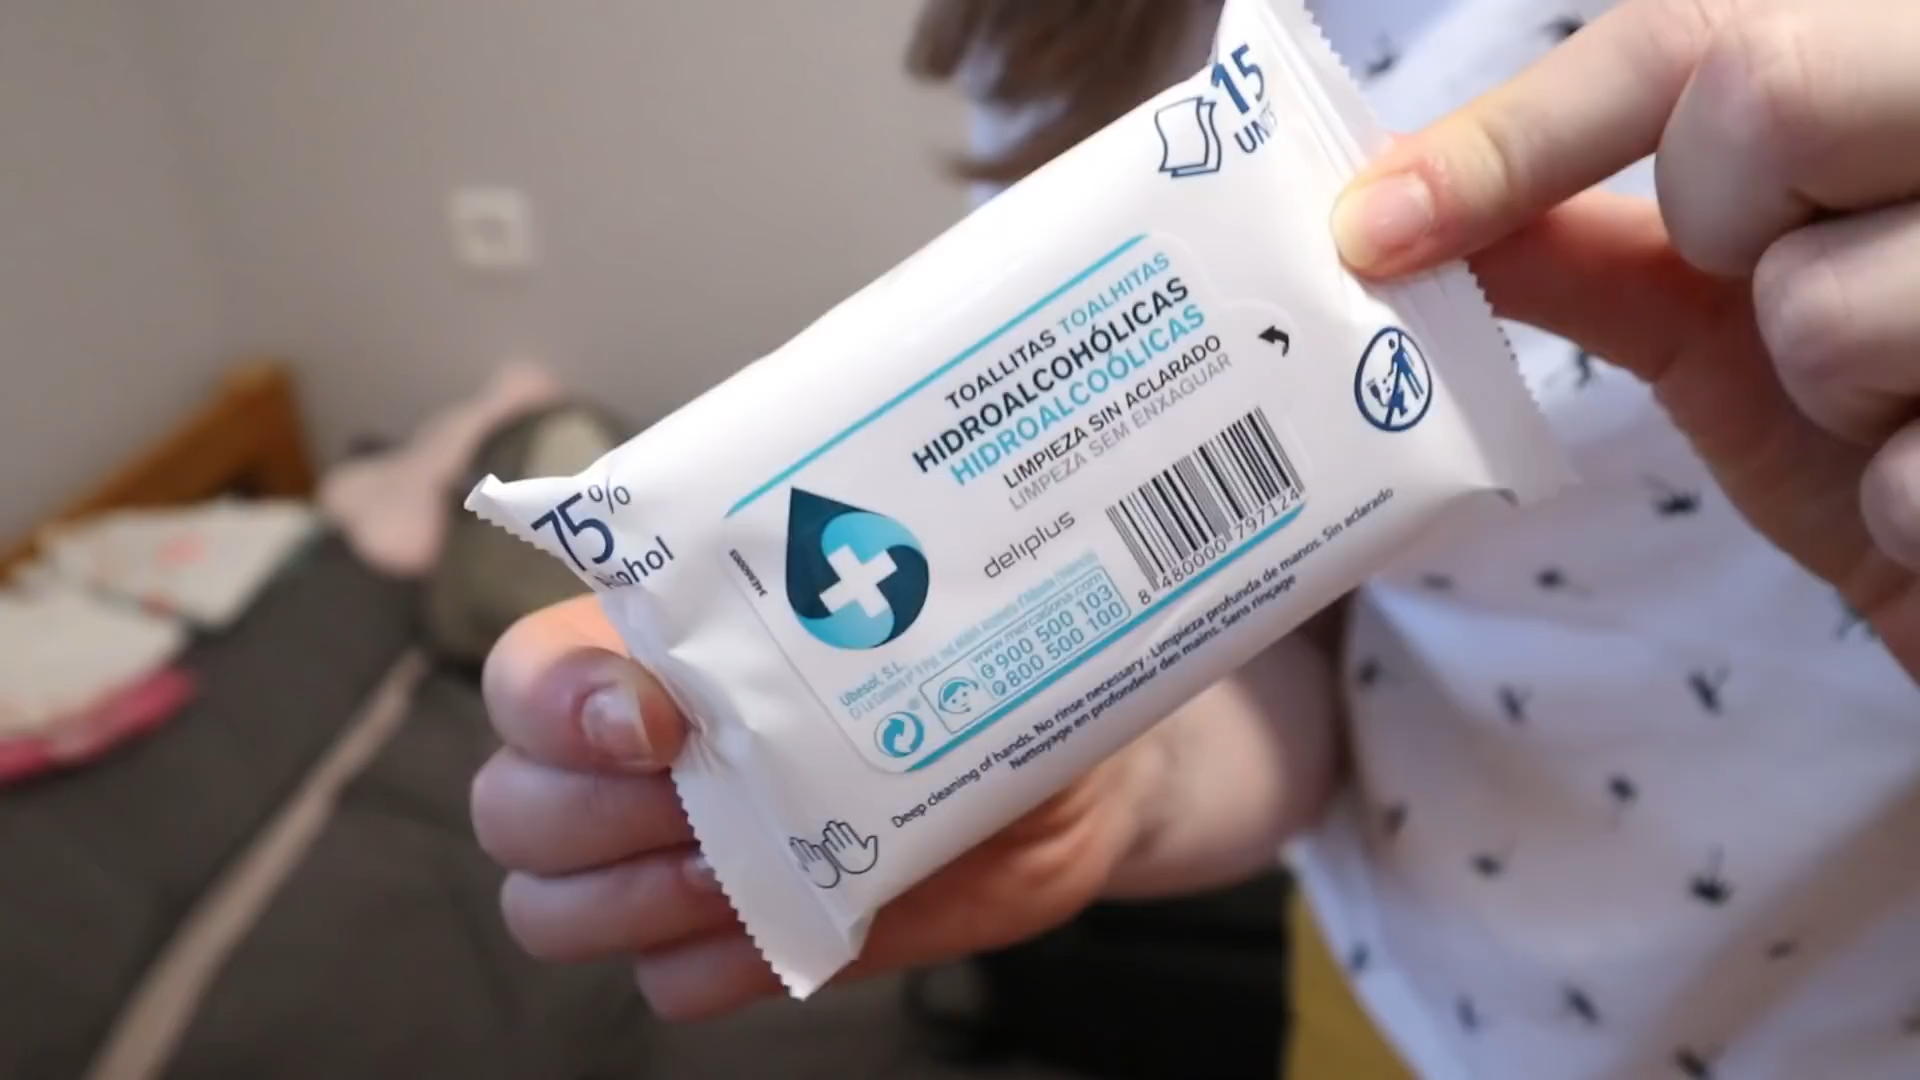 15
75%
TOALLITAS TOALHITAS
HIDROALCOHÓLICAS
HIDROALCOÓLICAS
LIMPIEZA SIN ACLARADO
LIMPEZA SEM ENXAGUAR
deliplus
8 480000 797124
Ubesol, S.L.
www.mercadona.com
900 500 103
800 500 100
Deep cleaning of hands. No rinse necessary - Limpieza profunda de manos. Sin aclarado
Nettoyage en profondeur des mains. Sans rinçage